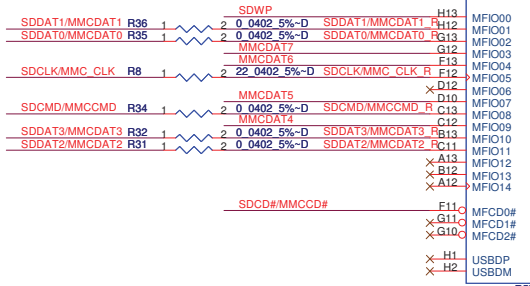 SDWP H13 MFIO00
SDDAT1/MMCDAT1 R36 1 2 0_0402_5%~D SDDAT1/MMCDAT1_R H12 MFIO01
SDDAT0/MMCDAT0 R35 1 2 0_0402_5%~D SDDAT0/MMCDAT0_R G13 MFIO02
MMCDAT7 G12 MFIO03
MMCDAT6 F13 MFIO04
SDCLK/MMC_CLK R8 1 2 22_0402_5%~D SDCLK/MMC_CLK_R F12 MFIO05
D12 MFIO06
MMCDAT5 D10 MFIO07
SDCMD/MMCCMD R34 1 2 0_0402_5%~D SDCMD/MMCCMD_R C13 MFIO08
MMCDAT4 C12 MFIO09
SDDAT3/MMCDAT3 R32 1 2 0_0402_5%~D SDDAT3/MMCDAT3_R B13 MFIO10
SDDAT2/MMCDAT2 R31 1 2 0_0402_5%~D SDDAT2/MMCDAT2_R C11 MFIO11
A13 MFIO12
B12 MFIO13
A12 MFIO14
SDCD#/MMCCD# F11 MFCD0#
G11 MFCD1#
G10 MFCD2#
H1 USBDP
H2 USBDM